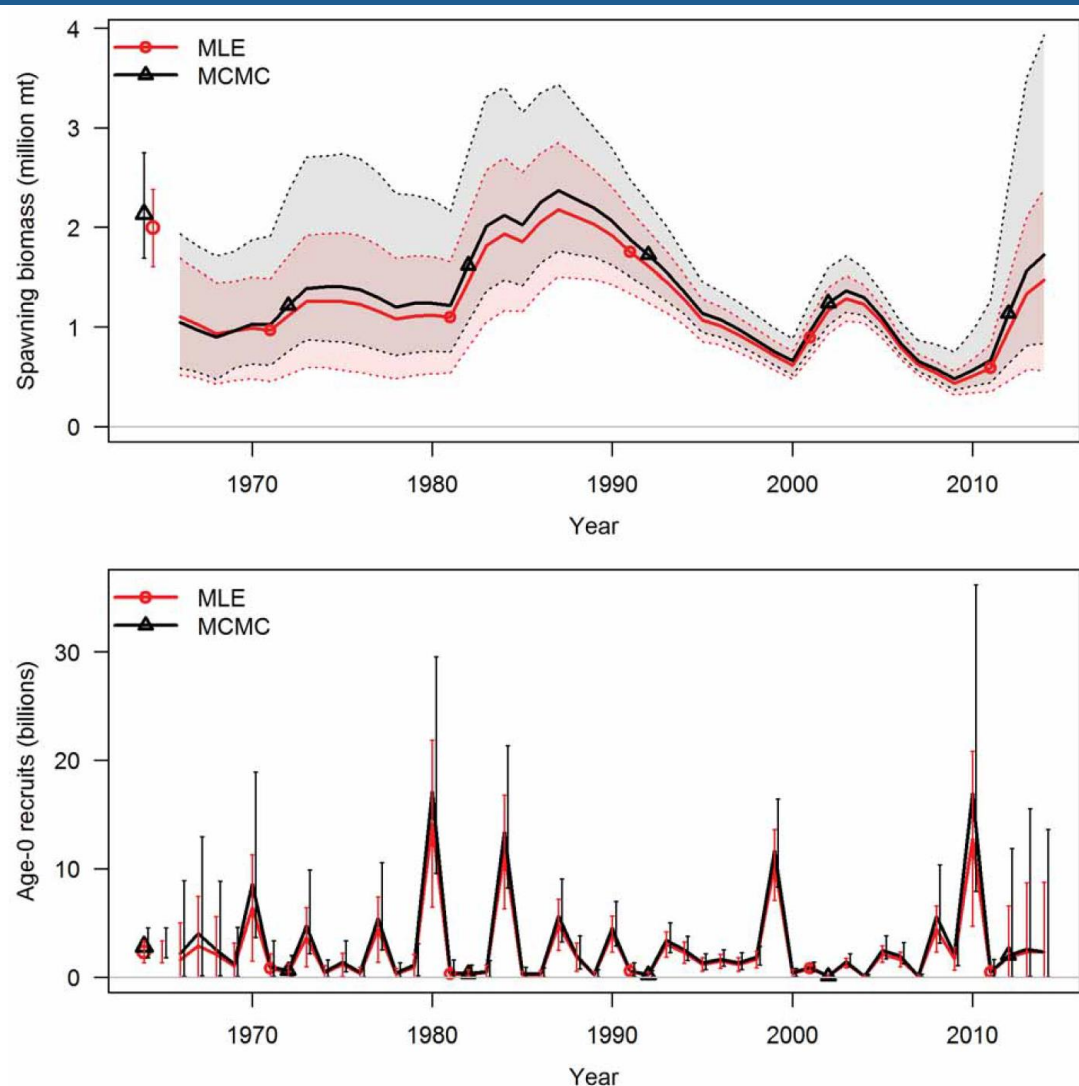 4
3
2
1
0
Spawning biomass (million mt)
MLE
MCMC
1970 1980 1990 2000 2010
Year
30
20
10
0
Age-0 recruits (billions)
MLE
MCMC
1970 1980 1990 2000 2010
Year